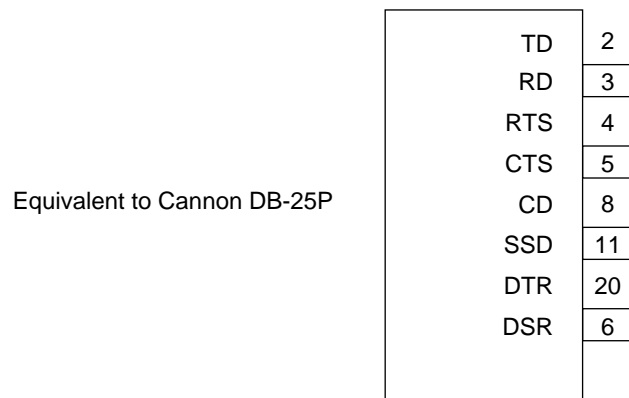 TD 2
RD 3
RTS 4
CTS 5
Equivalent to Cannon DB-25P
CD 8
SSD 11
DTR 20
DSR 6